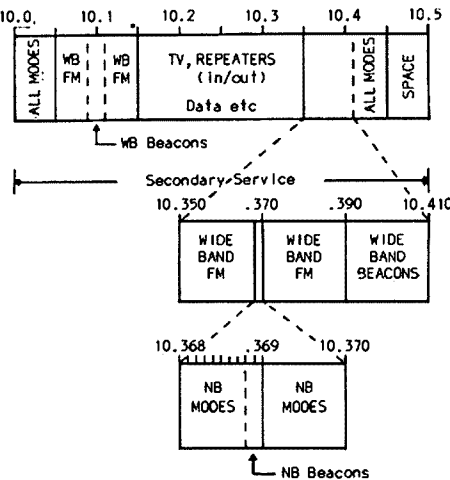 10.0 10.1 10.2 10.3 10.4 10.5
ALL MODES
WB FM
WB FM
TV, REPEATERS
(in/out)
Data etc
ALL MODES
SPACE
WB Beacons
Secondary Service
10.350 .370 .390 10.410
WIDE BAND FM
WIDE BAND FM
WIDE BAND BEACONS
10.368 .369 10.370
NB MODES
NB MODES
NB Beacons